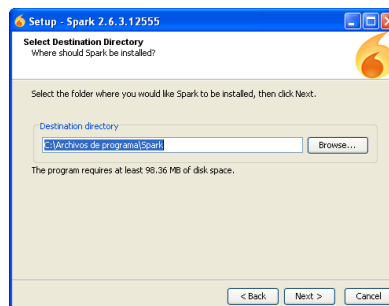 Setup - Spark 2.6.3.12555
Select Destination Directory
Where should Spark be installed?
Select the folder where you would like Spark to be installed, then click Next.
Destination directory
C:\Archivos de programa\Spark
Browse...
The program requires at least 98.36 MB of disk space.
< Back
Next >
Cancel